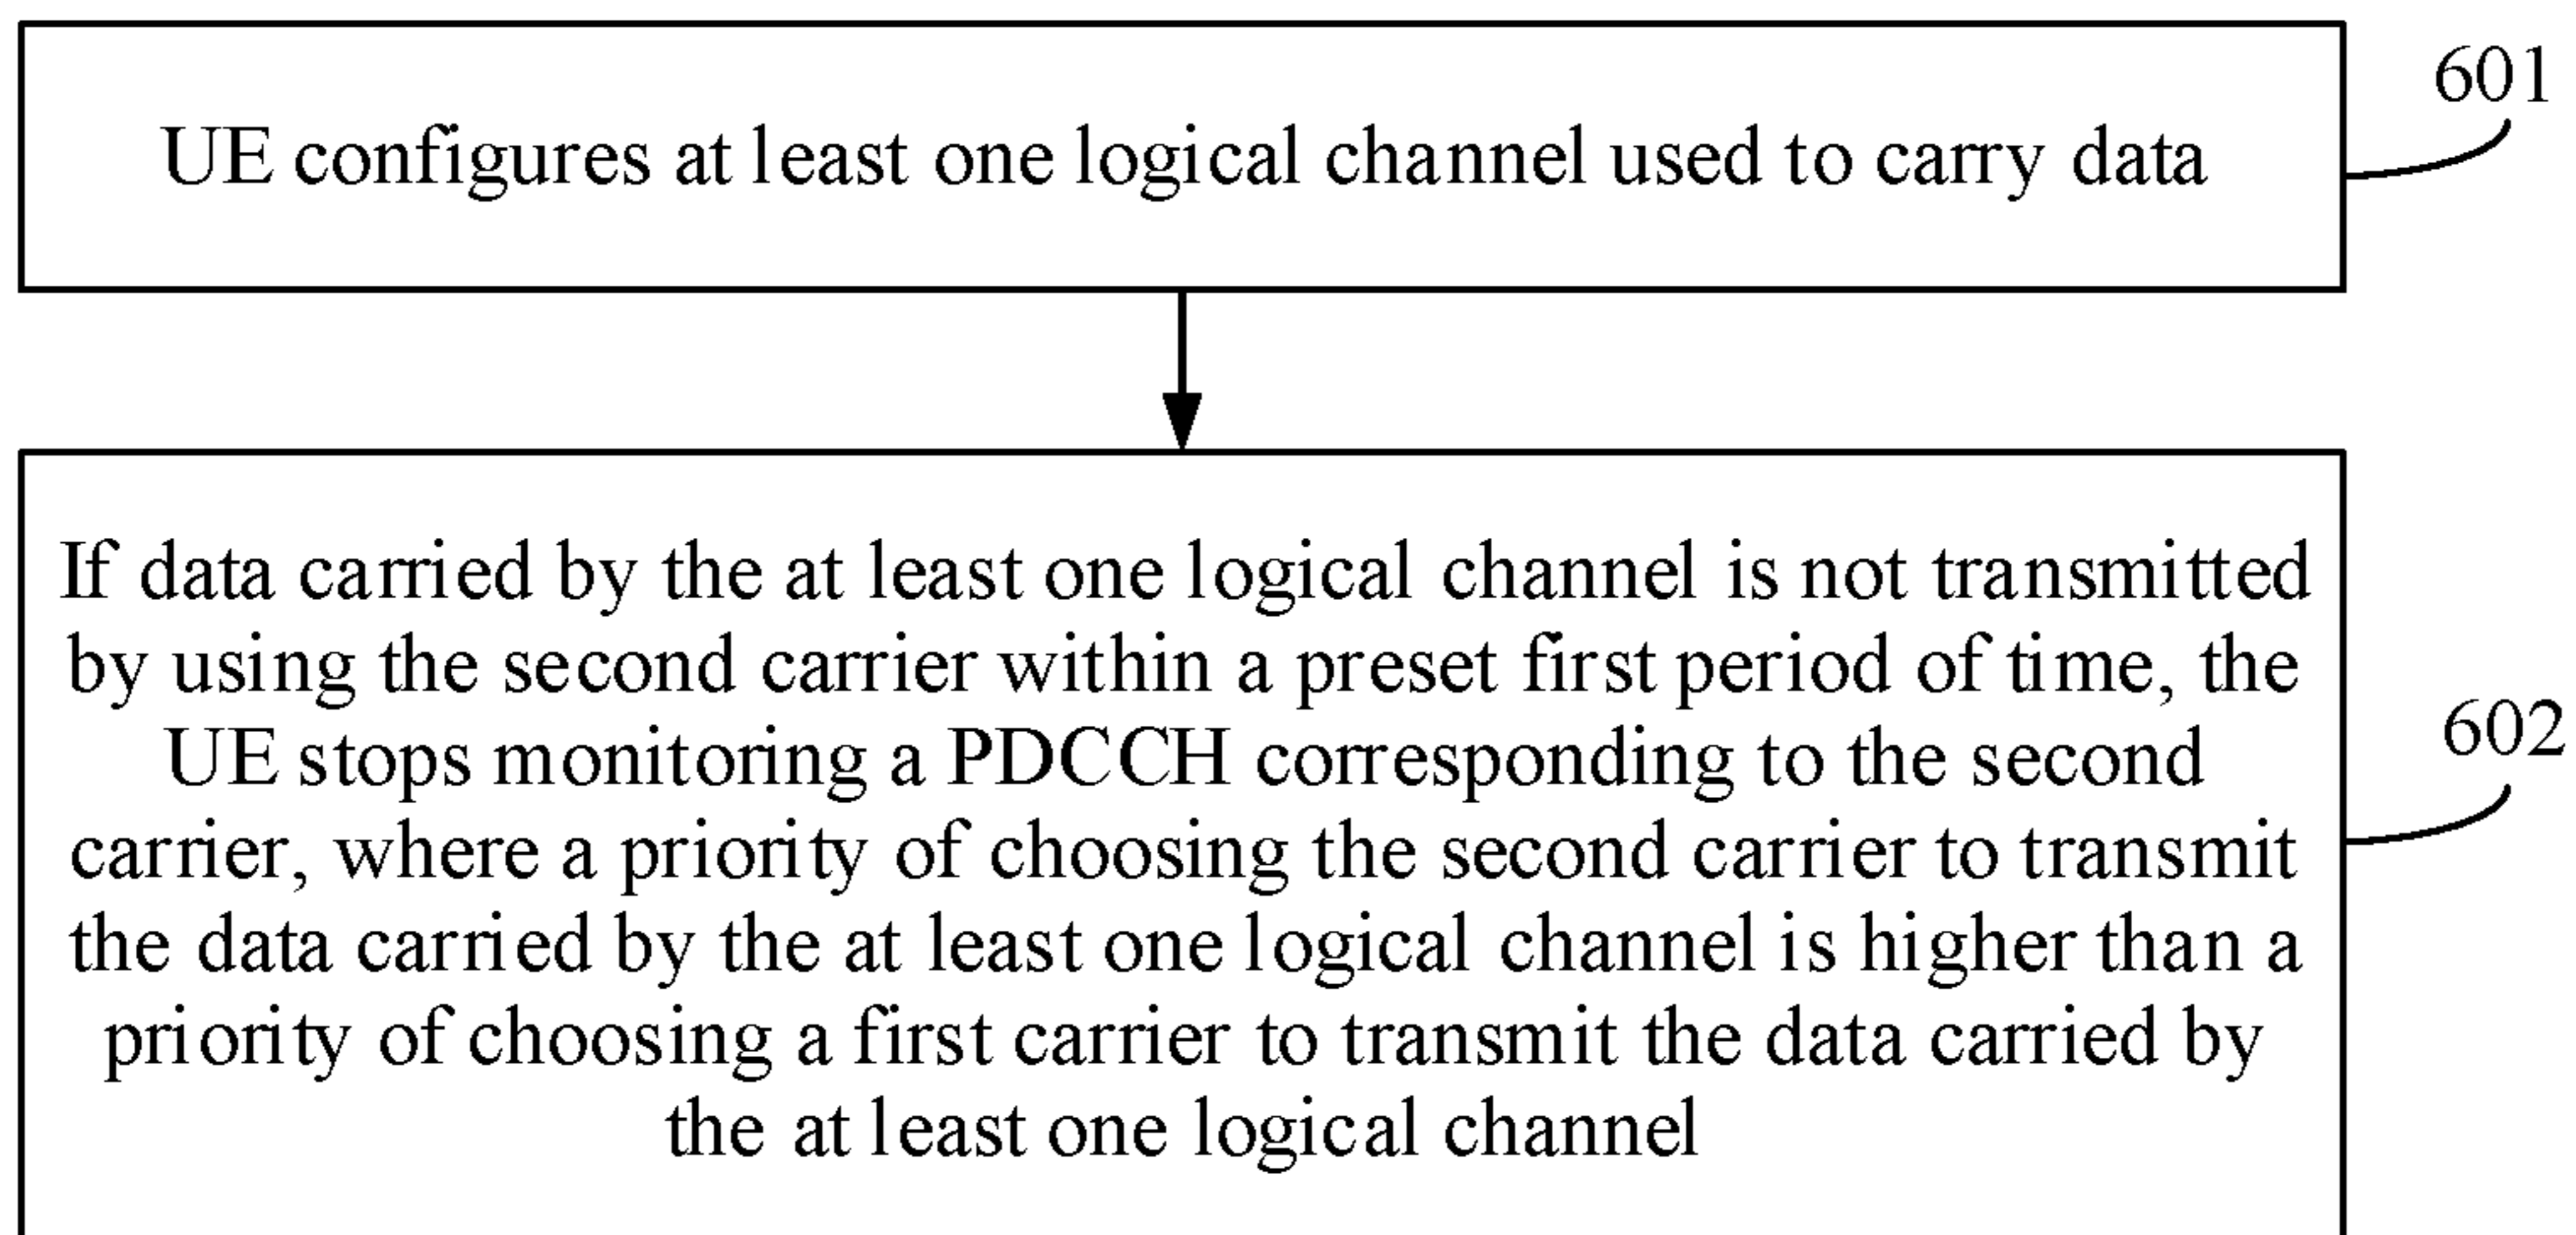 601
UE configures at least one logical channel used to carry data
If data carried by the at least one logical channel is not transmitted
by using the second carrier within a preset first period of time, the
UE stops monitoring a PDCCH corresponding to the second
carrier, where a priority of choosing the second carrier to transmit
the data carried by the at least one logical channel is higher than a
priority of choosing a first carrier to transmit the data carried by
the at least one logical channel
602